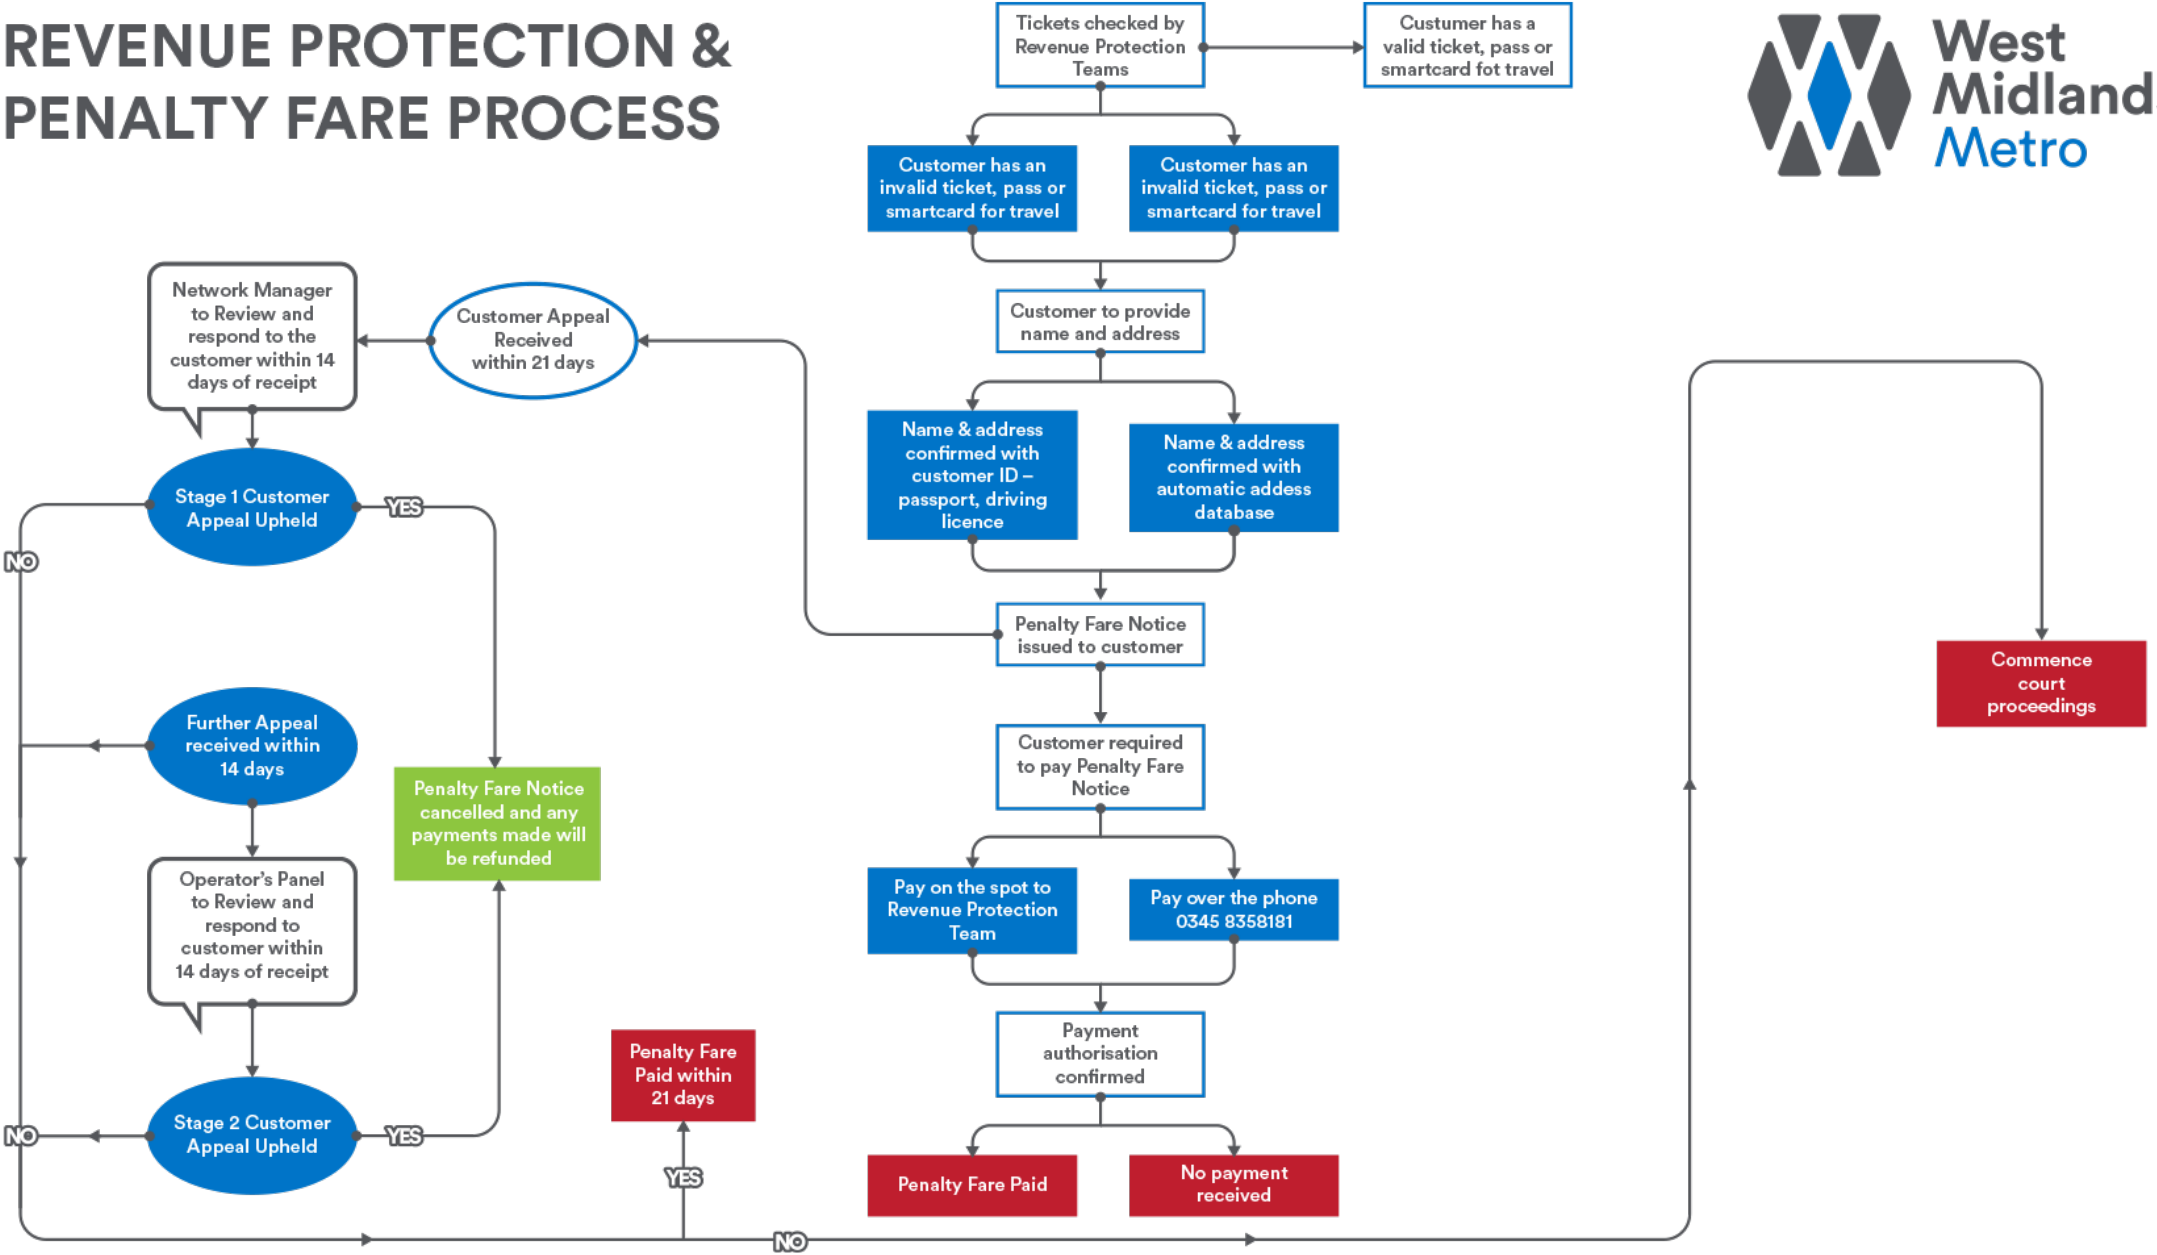 REVENUE PROTECTION &
PENALTY FARE PROCESS
Tickets checked by
Revenue Protection
Teams
Custumer has a
valid ticket, pass or
smartcard fot travel
West
Midland
Metro
Customer has an
invalid ticket, pass or
smartcard for travel
Customer has an
invalid ticket, pass or
smartcard for travel
Customer to provide
name and address
Network Manager
to Review and
respond to the
customer within 14
days of receipt
Customer Appeal
Received
within 21 days
Name & address
confirmed with
customer ID –
passport, driving
licence
Name & address
confirmed with
automatic addess
database
Stage 1 Customer
Appeal Upheld
YES
NO
Penalty Fare Notice
issued to customer
Commence
court
proceedings
Further Appeal
received within
14 days
Customer required
to pay Penalty Fare
Notice
Penalty Fare Notice
cancelled and any
payments made will
be refunded
Operator's Panel
to Review and
respond to
customer within
14 days of receipt
Pay on the spot to
Revenue Protection
Team
Pay over the phone
0345 8358181
Payment
authorisation
confirmed
Penalty Fare
Paid within
21 days
Stage 2 Customer
Appeal Upheld
NO
YES
YES
Penalty Fare Paid
No payment
received
NO